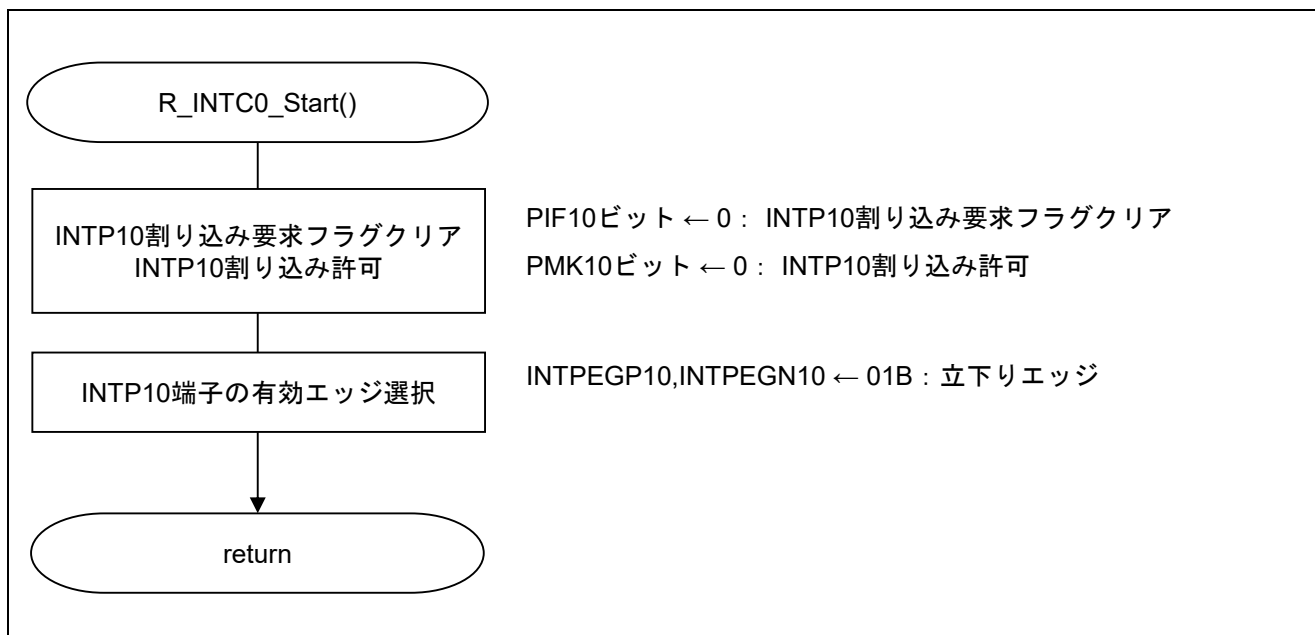 R_INTC0_Start()
INTP10割り込み要求フラグクリア
INTP10割り込み許可
PIF10ビット ← 0： INTP10割り込み要求フラグクリア
PMK10ビット ← 0： INTP10割り込み許可
INTP10端子の有効エッジ選択
INTPEGP10,INTPEGN10 ← 01B：立下りエッジ
return